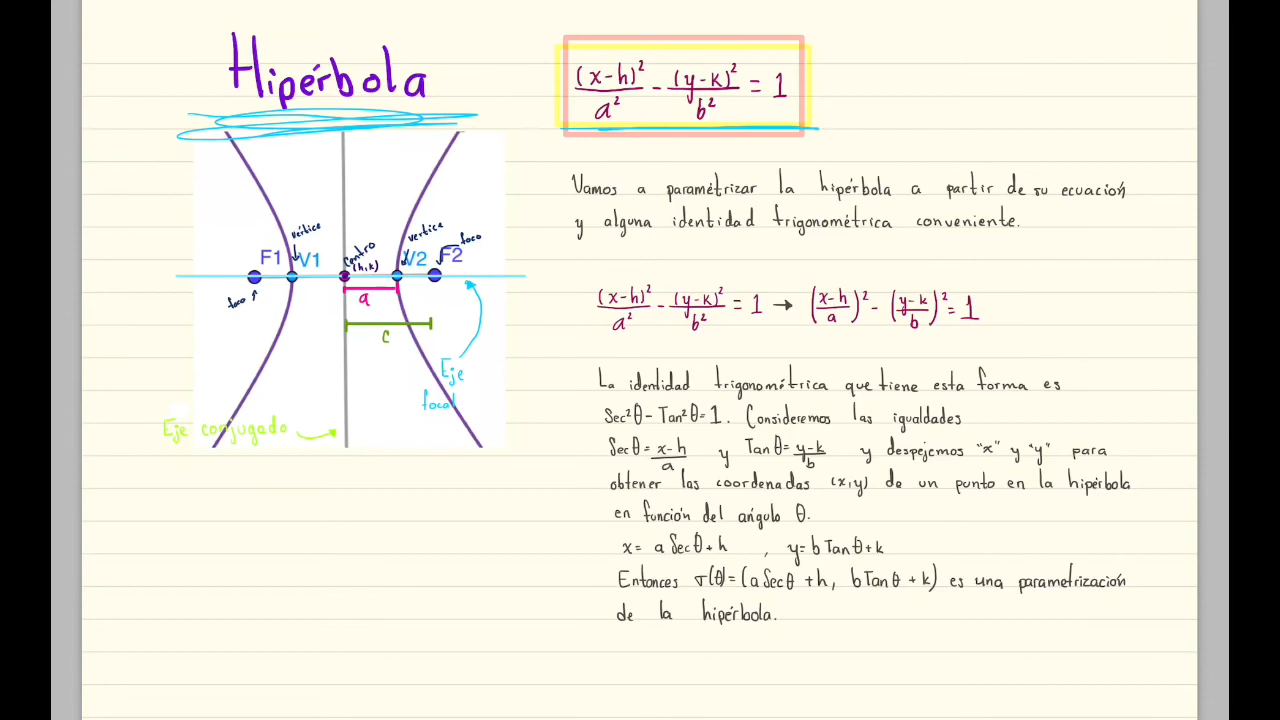 Hipérbola
(x-h)²/a² - (y-k)²/b² = 1
Vamos a parametrizar la hipérbola a partir de su ecuación
y alguna identidad trigonométrica conveniente.
vértice
vértice
foco
F1
V1
centro
(h,k)
V2
F2
foco
a
c
Eje
focal
Eje conjugado
(x-h)²/a² - (y-k)²/b² = 1 → ((x-h)/a)² - ((y-k)/b)² = 1
La identidad trigonométrica que tiene esta forma es
Sec²θ - Tan²θ = 1. Consideremos las igualdades
Secθ = (x-h)/a y Tanθ = (y-k)/b y despejemos "x" y "y" para
obtener las coordenadas (x,y) de un punto en la hipérbola
en función del ángulo θ.
x = a Secθ + h , y = b Tanθ + k
Entonces σ(θ) = (a Secθ + h, b Tanθ + k) es una parametrización
de la hipérbola.